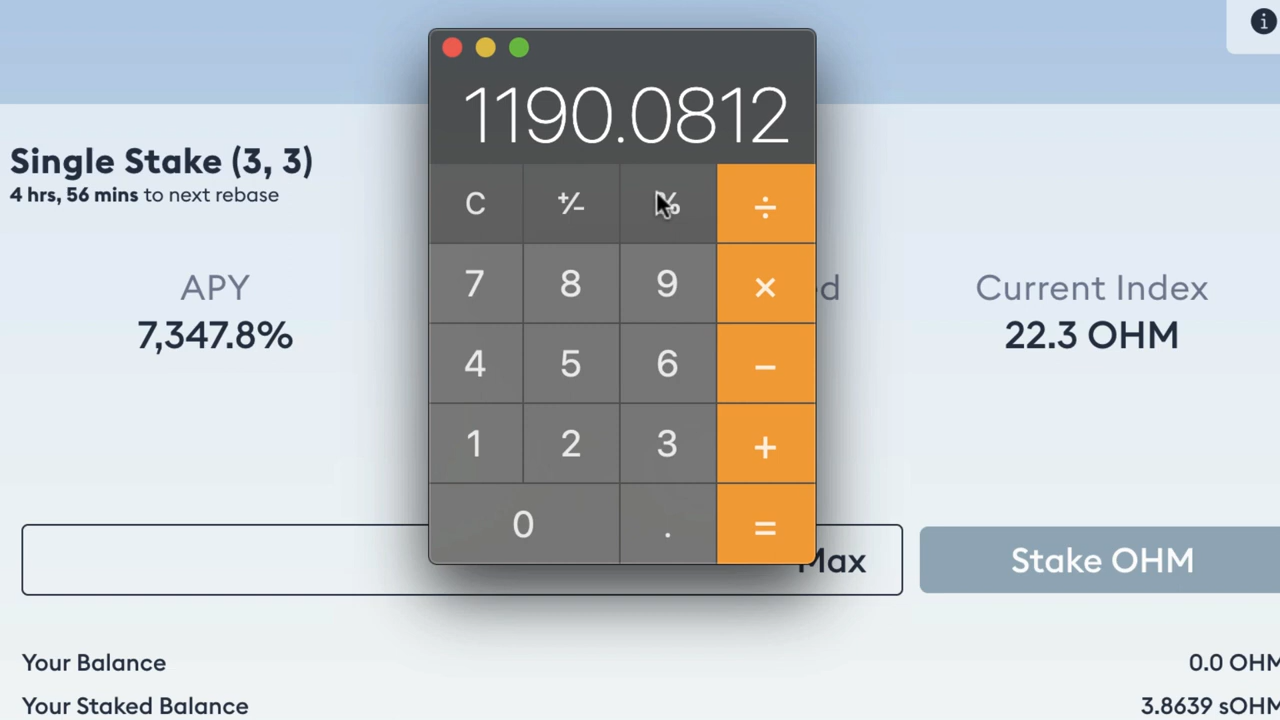 1190.0812
Single Stake (3, 3)
4 hrs, 56 mins to next rebase
C
+/-
÷
7
8
9
×
APY
7,347.8%
Current Index
22.3 OHM
4
5
6
−
1
2
3
+
0
.
=
Max
Stake OHM
Your Balance
0.0 OHM
Your Staked Balance
3.8639 sOHM